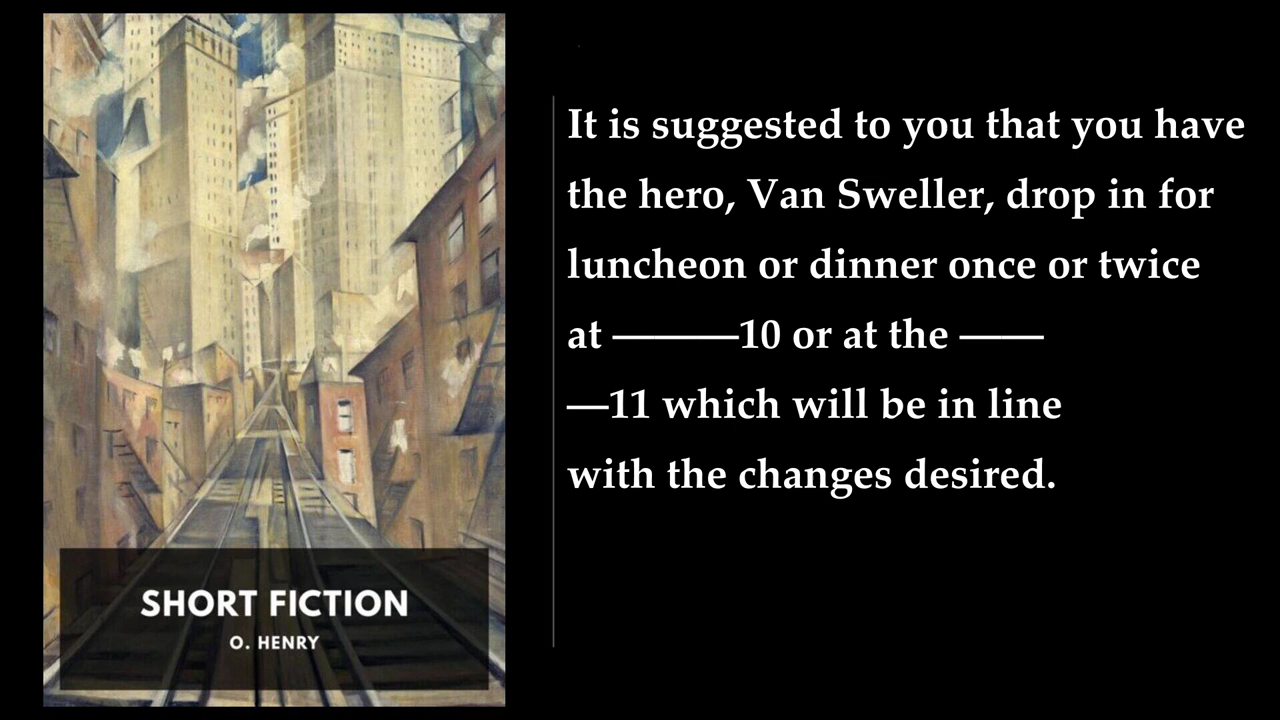 SHORT FICTION
O. HENRY
It is suggested to you that you have
the hero, Van Sweller, drop in for
luncheon or dinner once or twice
at ———10 or at the ——
—11 which will be in line
with the changes desired.